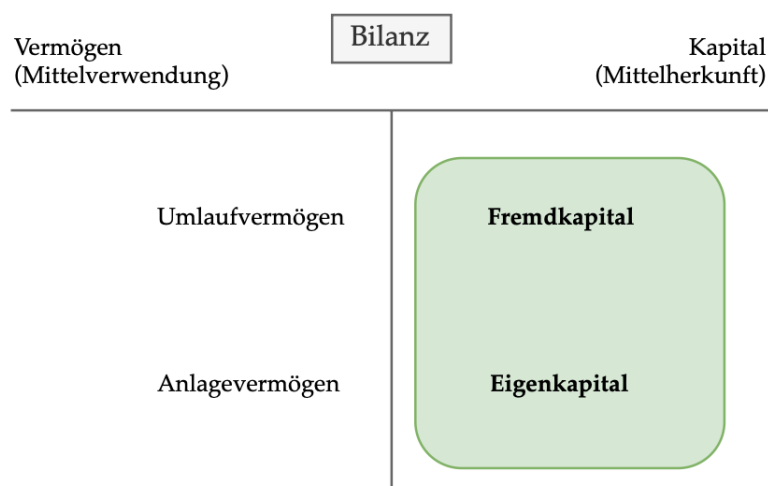 Bilanz
Vermögen
(Mittelverwendung)
Kapital
(Mittelherkunft)
Umlaufvermögen
Fremdkapital
Anlagevermögen
Eigenkapital